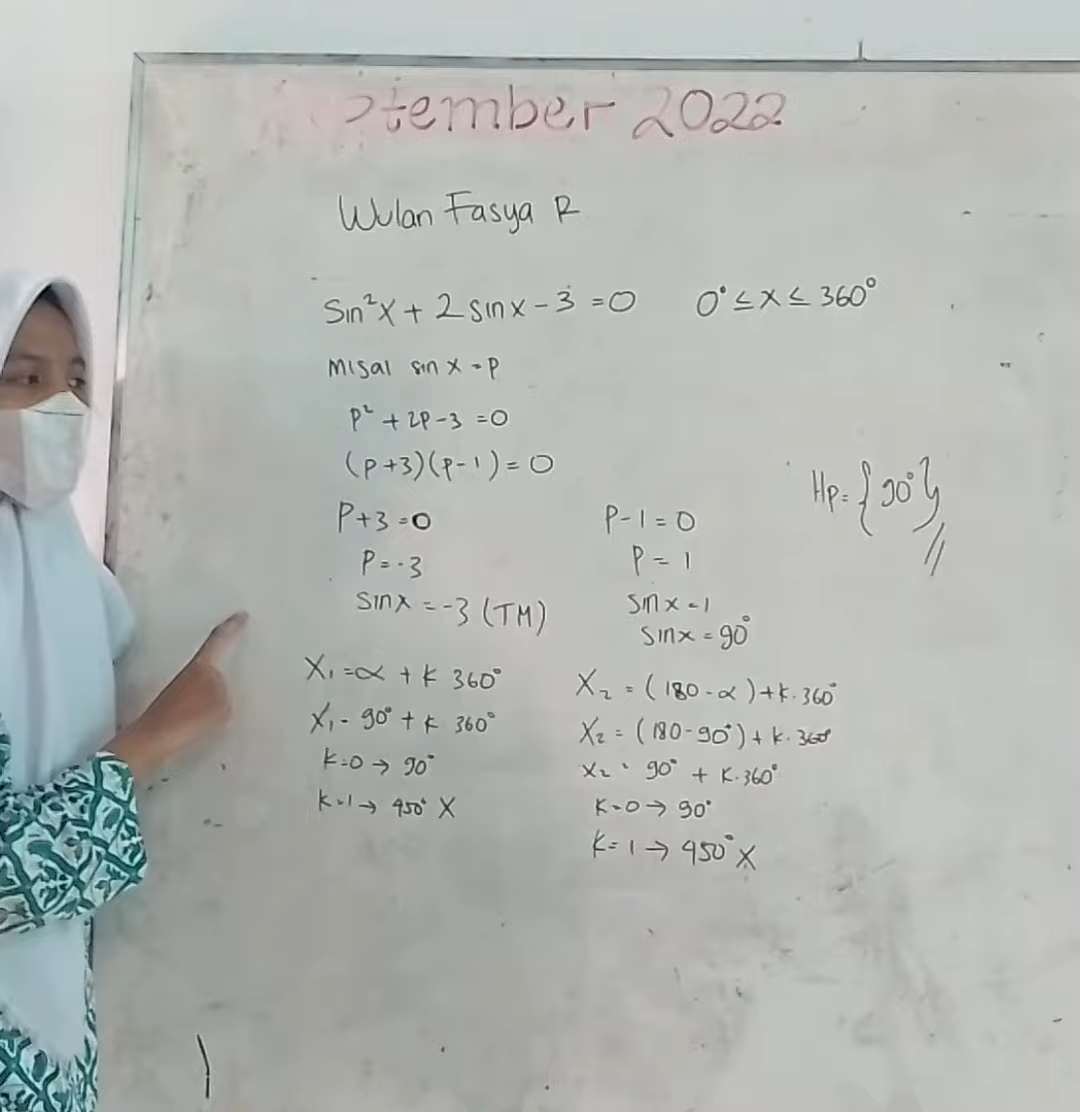 ptember 2022
Wulan Fasya R
Sin²x + 2 sin x - 3 = 0 0° ≤ x ≤ 360°
Misal sin x = P
P² + 2P - 3 = 0
(P+3)(P-1) = 0
P+3 = 0 P-1 = 0
P = -3 P = 1
Sin x = -3 (TM) Sin x = 1
Sin x = 90°
Hp = {90°}
X₁ = α + k 360°
X₁ = 90° + k 360°
k=0 → 90°
k=1 → 450° X
X₂ = (180 - α) + k. 360°
X₂ = (180 - 90°) + k. 360°
X₂ = 90° + k. 360°
K=0 → 90°
K=1 → 450° X